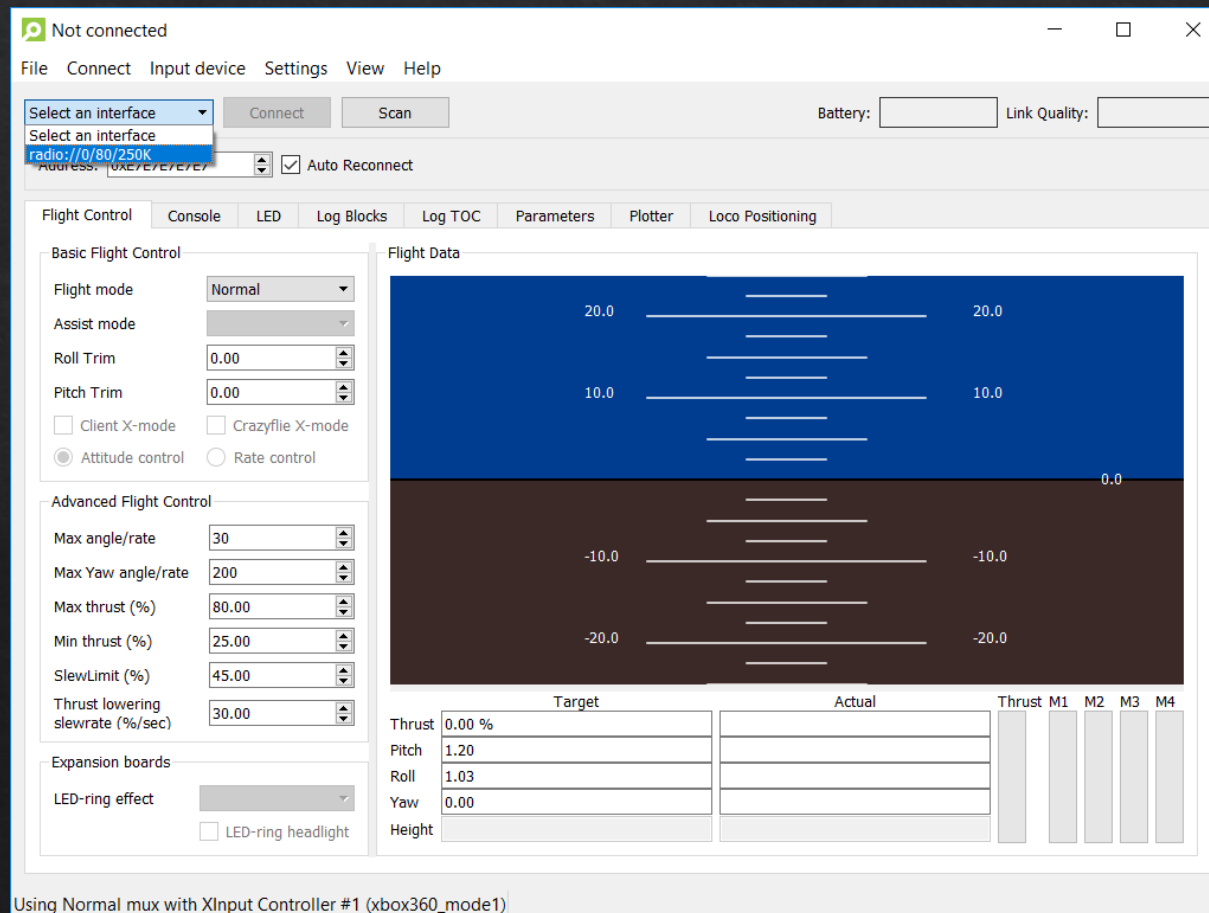 Not connected
File Connect Input device Settings View Help
Select an interface Connect Scan Battery: Link Quality:
Select an interface
radio://0/80/250K
Address: 0xE7E7E7E7E7 Auto Reconnect
Flight Control Console LED Log Blocks Log TOC Parameters Plotter Loco Positioning
Basic Flight Control
Flight mode Normal
Assist mode
Roll Trim 0.00
Pitch Trim 0.00
Client X-mode Crazyflie X-mode
Attitude control Rate control
Advanced Flight Control
Max angle/rate 30
Max Yaw angle/rate 200
Max thrust (%) 80.00
Min thrust (%) 25.00
SlewLimit (%) 45.00
Thrust lowering
slewrate (%/sec) 30.00
Expansion boards
LED-ring effect
LED-ring headlight
Flight Data
20.0 20.0
10.0 10.0
0.0
-10.0 -10.0
-20.0 -20.0
Target Actual Thrust M1 M2 M3 M4
Thrust 0.00 %
Pitch 1.20
Roll 1.03
Yaw 0.00
Height
Using Normal mux with XInput Controller #1 (xbox360_mode1)